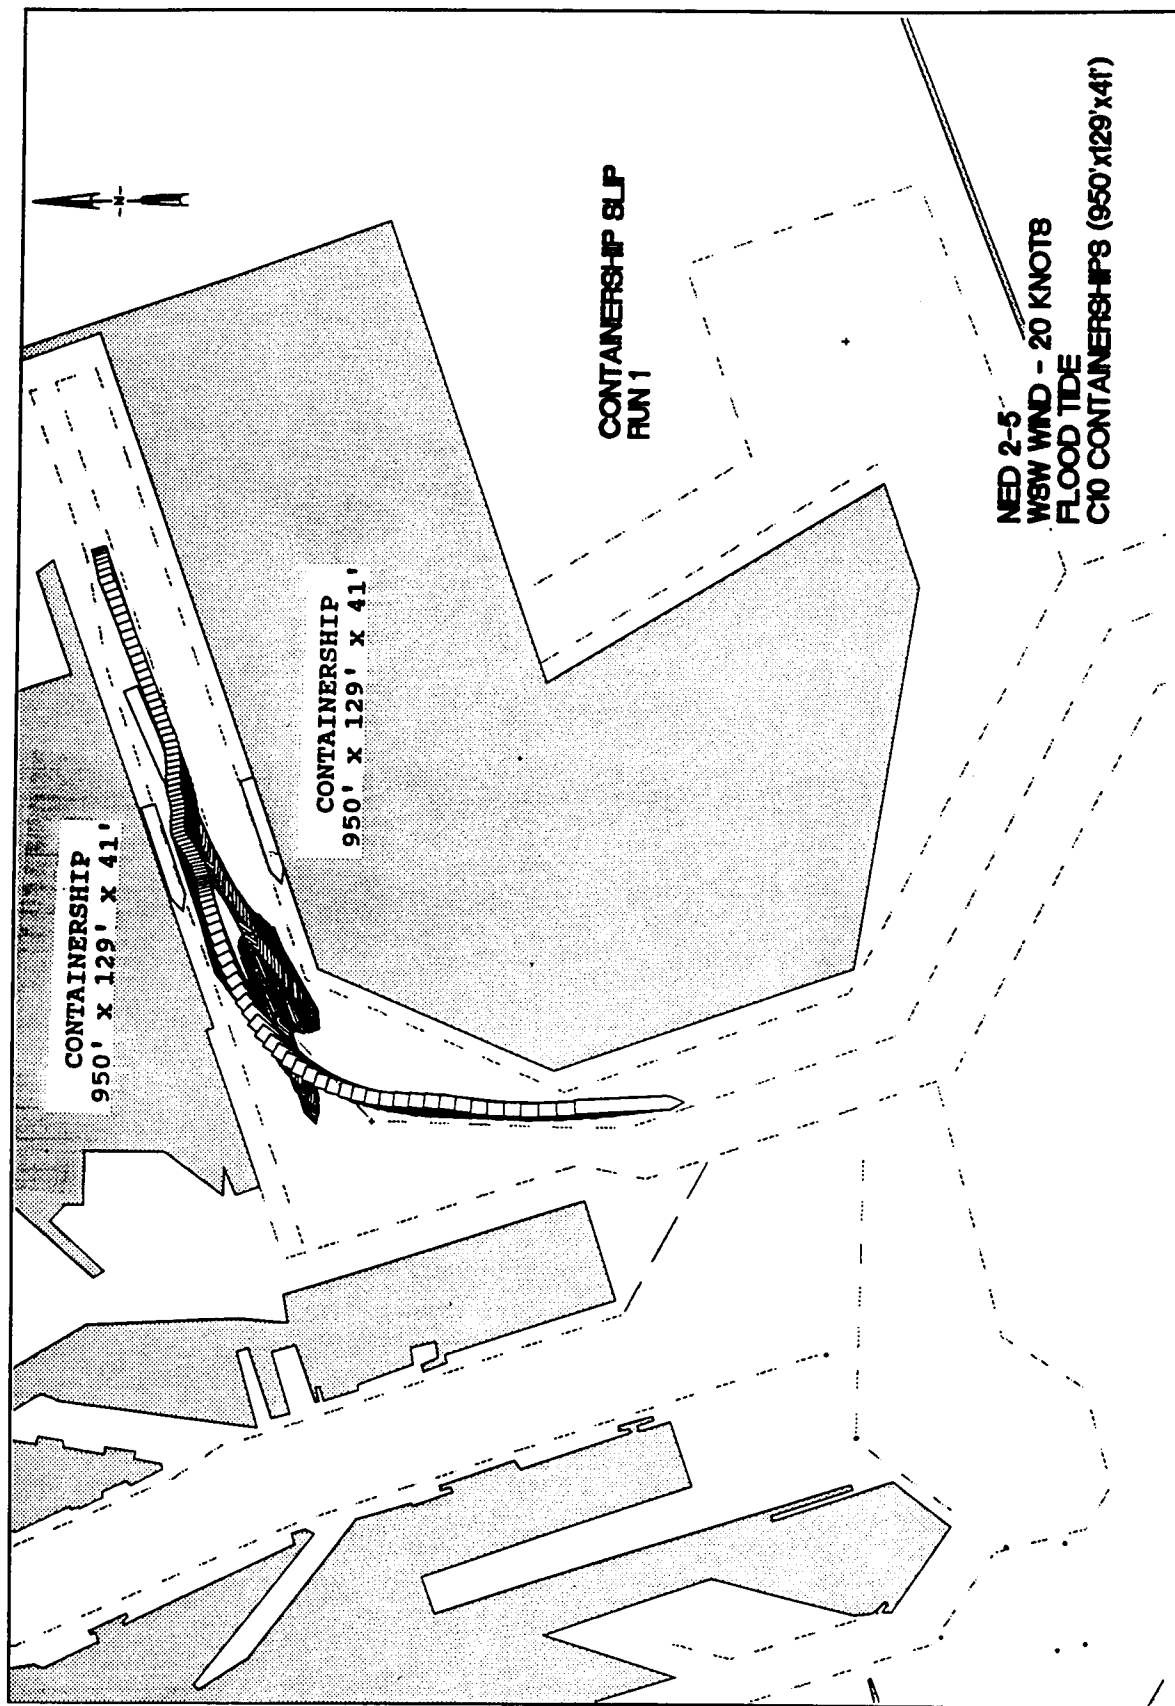 N
CONTAINERSHIP
950' x 129' x 41'
CONTAINERSHIP
950' x 129' x 41'
CONTAINERSHIP SLIP
RUN 1
NED 2-5
WSW WIND - 20 KNOTS
FLOOD TIDE
C10 CONTAINERSHIPS (950'x129'x41')